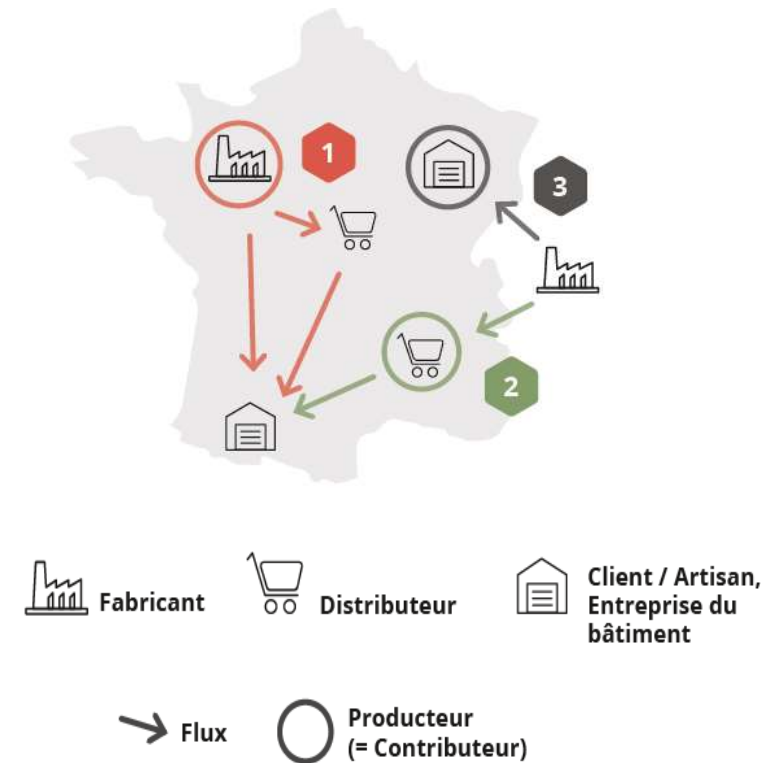 1
3
2
Fabricant
Distributeur
Client / Artisan,
Entreprise du
bâtiment
Flux
Producteur
(= Contributeur)